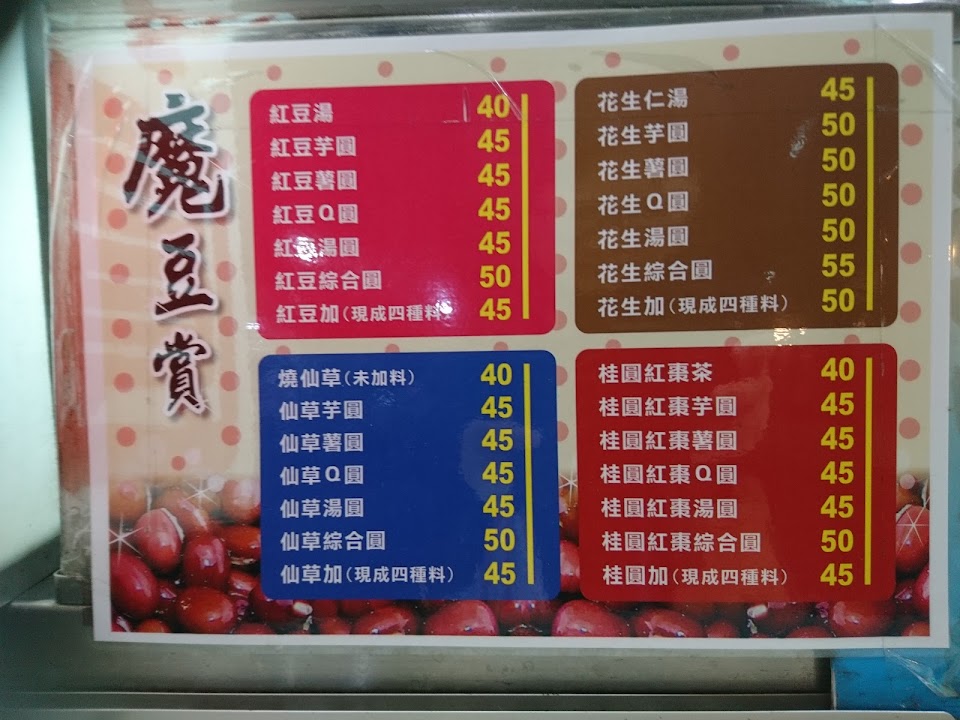 魔豆賞
紅豆湯 40
紅豆芋圓 45
紅豆薯圓 45
紅豆Q圓 45
紅豆湯圓 45
紅豆綜合圓 50
紅豆加(現成四種料) 45
花生仁湯 45
花生芋圓 50
花生薯圓 50
花生Q圓 50
花生湯圓 50
花生綜合圓 55
花生加(現成四種料) 50
燒仙草(未加料) 40
仙草芋圓 45
仙草薯圓 45
仙草Q圓 45
仙草湯圓 45
仙草綜合圓 50
仙草加(現成四種料) 45
桂圓紅棗茶 40
桂圓紅棗芋圓 45
桂圓紅棗薯圓 45
桂圓紅棗Q圓 45
桂圓紅棗湯圓 45
桂圓紅棗綜合圓 50
桂圓加(現成四種料) 45